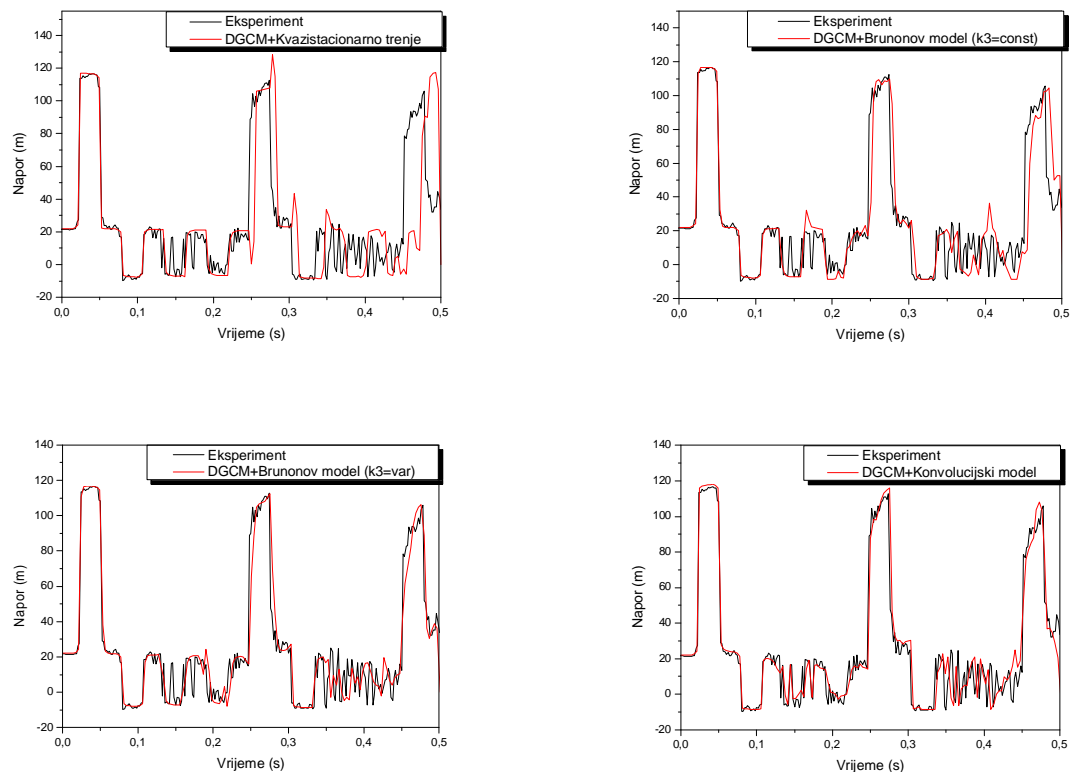 Eksperiment
DGCM+Kvazistacionarno trenje
Napor (m)
120
100
80
60
40
20
0
-20
0,0 0,1 0,2 0,3 0,4 0,5
Vrijeme (s)
Eksperiment
DGCM+Brunonov model (k3=const)
Napor (m)
140
120
100
80
60
40
20
0
-20
0,0 0,1 0,2 0,3 0,4 0,5
Vrijeme (s)
Eksperiment
DGCM+Brunonov model (k3=var)
Napor (m)
140
120
100
80
60
40
20
0
-20
0,0 0,1 0,2 0,3 0,4 0,5
Vrijeme (s)
Eksperiment
DGCM+Konvolucijski model
Napor (m)
140
120
100
80
60
40
20
0
-20
0,0 0,1 0,2 0,3 0,4 0,5
Vrijeme (s)